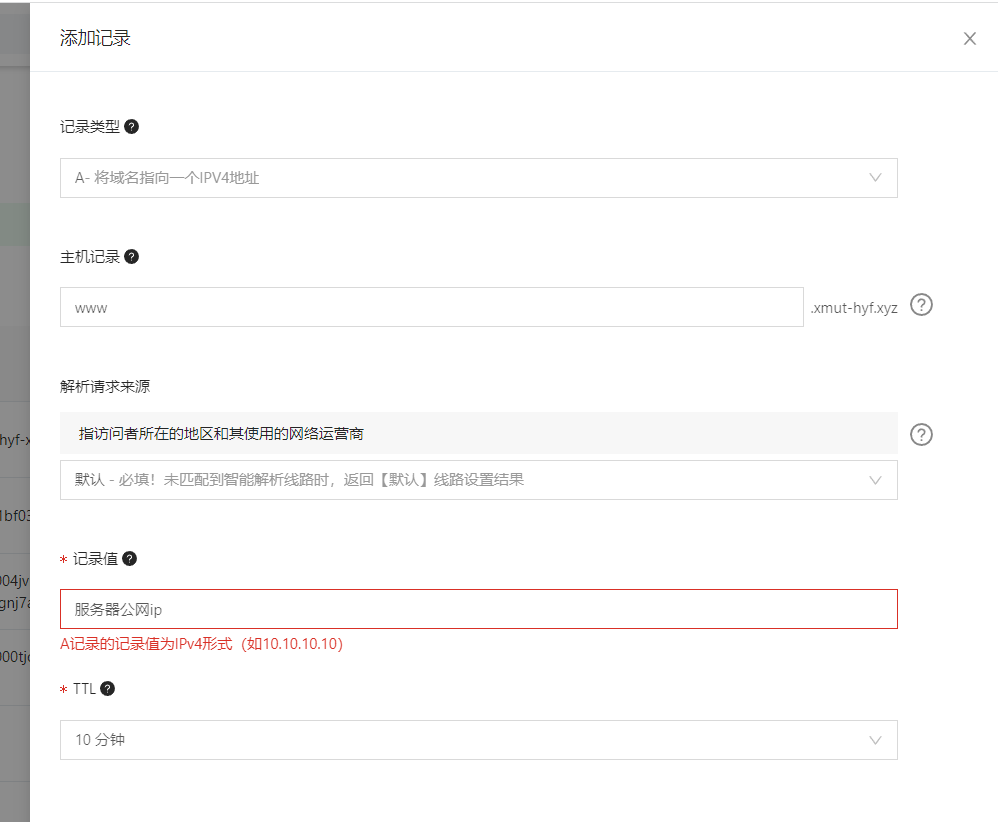 添加记录
记录类型
A- 将域名指向一个IPV4地址
主机记录
www
.xmut-hyf.xyz
解析请求来源
指访问者所在的地区和其使用的网络运营商
默认 - 必填！未匹配到智能解析线路时，返回【默认】线路设置结果
hyf-x
* 记录值
服务器公网ip
A记录的记录值为IPv4形式（如10.10.10.10）
* TTL
10 分钟